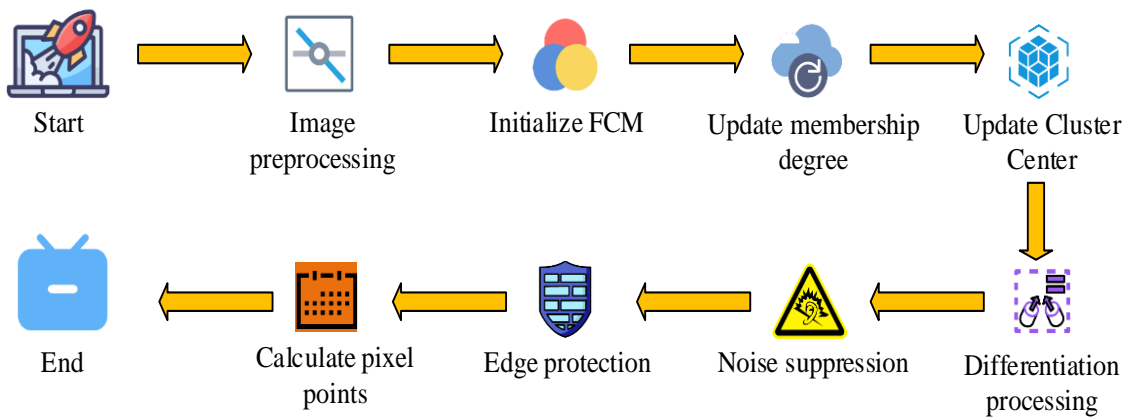 Start
Image
preprocessing
Initialize FCM
Update membership
degree
Update Cluster
Center
Differentiation
processing
Noise suppression
Edge protection
Calculate pixel
points
End